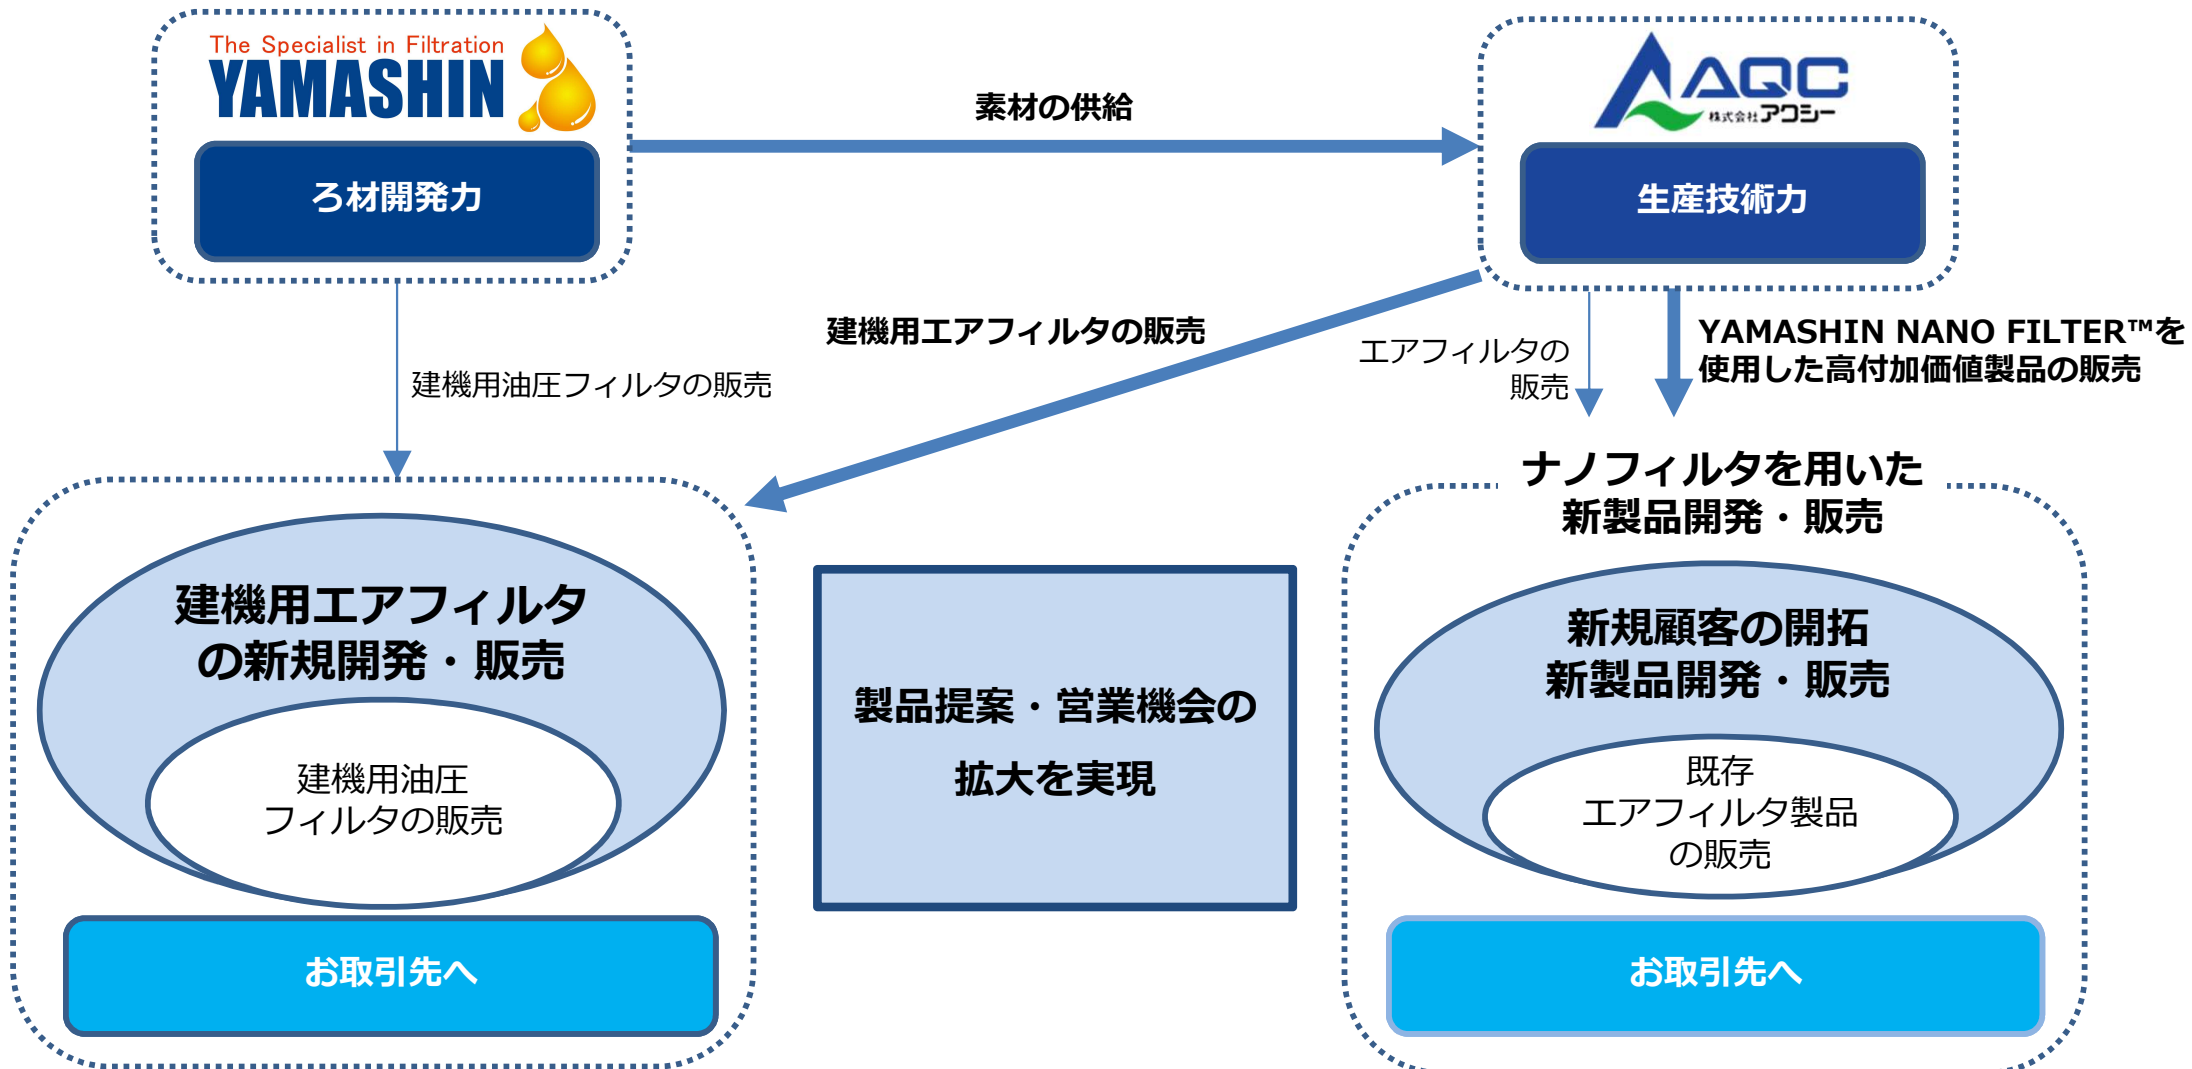 The Specialist in Filtration
YAMASHIN
ろ材開発力
素材の供給
AQC
株式会社アクシー
生産技術力
建機用油圧フィルタの販売
建機用エアフィルタの販売
エアフィルタの
販売
YAMASHIN NANO FILTER™を
使用した高付加価値製品の販売
建機用エアフィルタ
の新規開発・販売
建機用油圧
フィルタの販売
お取引先へ
製品提案・営業機会の
拡大を実現
ナノフィルタを用いた
新製品開発・販売
新規顧客の開拓
新製品開発・販売
既存
エアフィルタ製品
の販売
お取引先へ